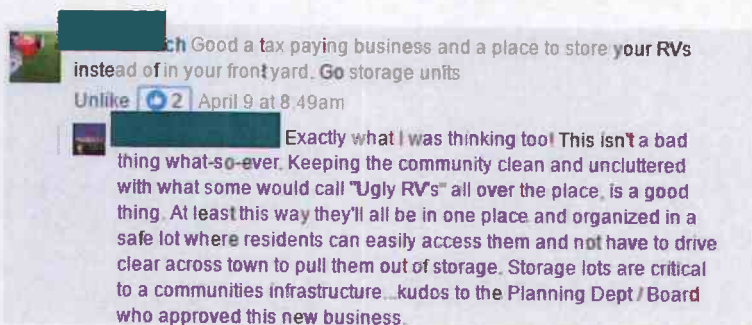 ch Good a tax paying business and a place to store your RVs
instead of in your front yard. Go storage units
Unlike 2 April 9 at 8:49am
Exactly what I was thinking too! This isn't a bad
thing what-so-ever. Keeping the community clean and uncluttered
with what some would call "Ugly RV's" all over the place, is a good
thing. At least this way they'll all be in one place and organized in a
safe lot where residents can easily access them and not have to drive
clear across town to pull them out of storage. Storage lots are critical
to a communities infrastructure...kudos to the Planning Dept / Board
who approved this new business.